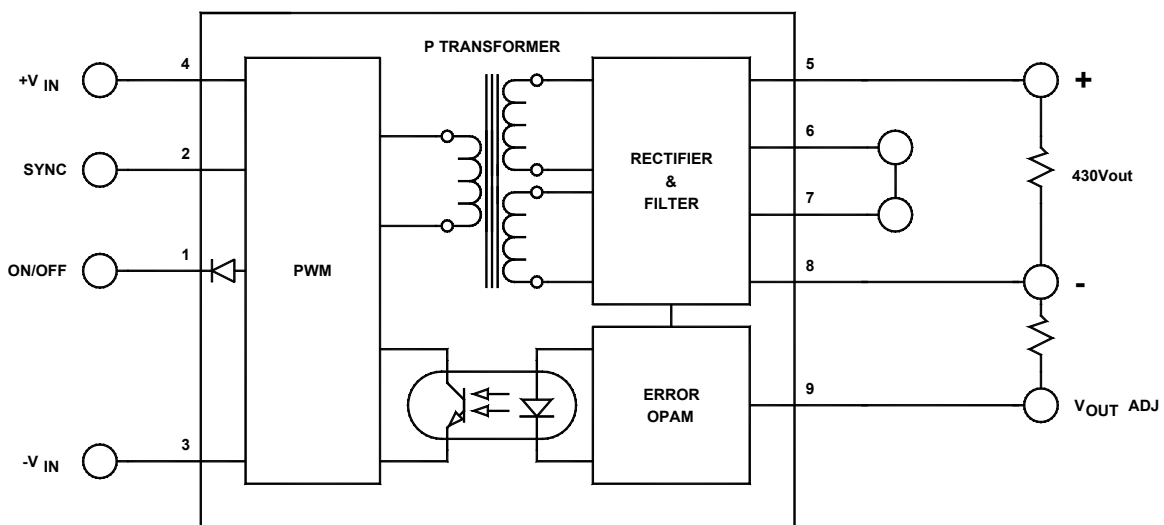 P TRANSFORMER
+V IN
4
SYNC
2
ON/OFF
1
-V IN
3
PWM
RECTIFIER
&
FILTER
ERROR
OPAM
5
+
6
7
430Vout
8
-
9
VOUT ADJ